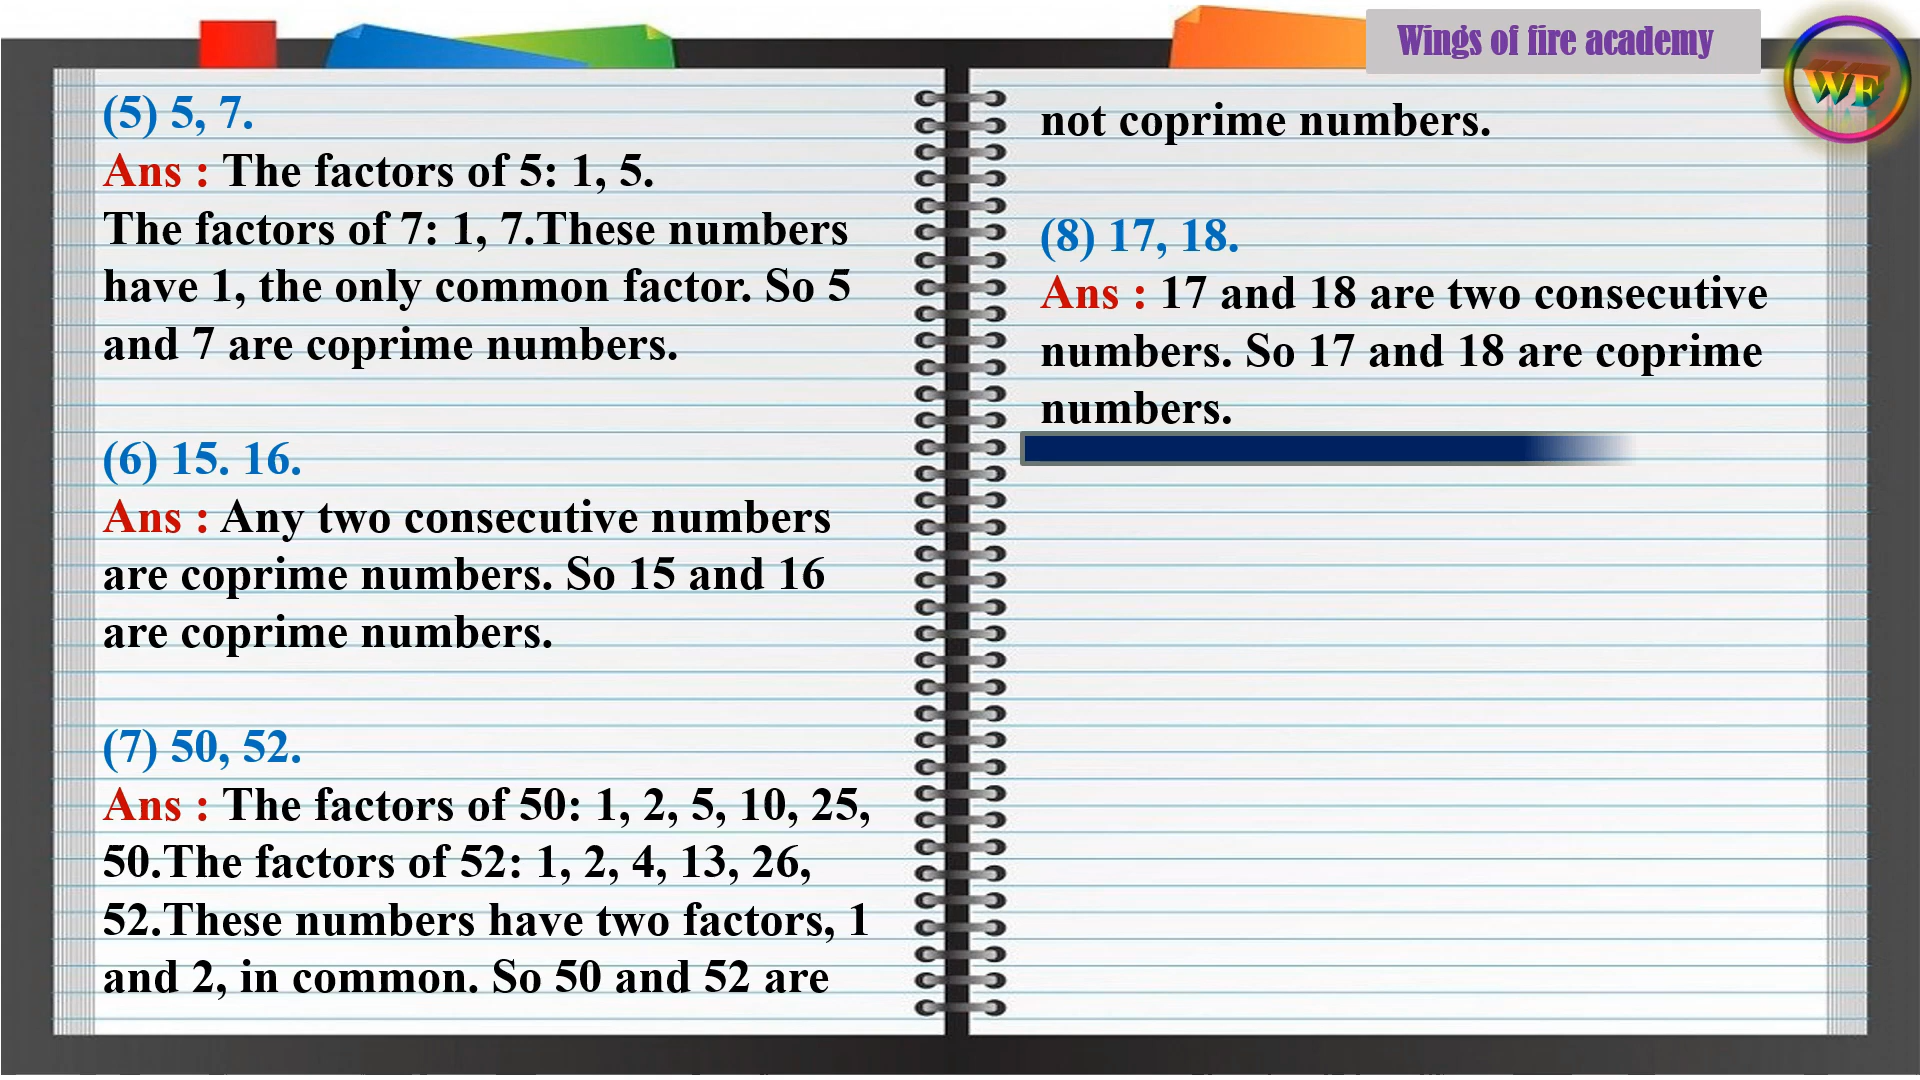 Wings of fire academy
WF
(5) 5, 7.
Ans : The factors of 5: 1, 5.
The factors of 7: 1, 7.These numbers
have 1, the only common factor. So 5
and 7 are coprime numbers.
(6) 15. 16.
Ans : Any two consecutive numbers
are coprime numbers. So 15 and 16
are coprime numbers.
(7) 50, 52.
Ans : The factors of 50: 1, 2, 5, 10, 25,
50.The factors of 52: 1, 2, 4, 13, 26,
52.These numbers have two factors, 1
and 2, in common. So 50 and 52 are
not coprime numbers.
(8) 17, 18.
Ans : 17 and 18 are two consecutive
numbers. So 17 and 18 are coprime
numbers.